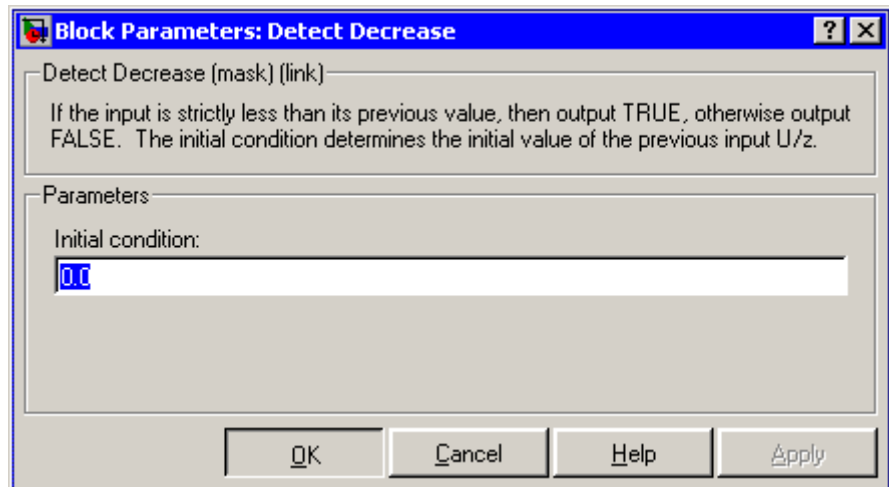 Block Parameters: Detect Decrease
Detect Decrease (mask) (link)
If the input is strictly less than its previous value, then output TRUE, otherwise output
FALSE.  The initial condition determines the initial value of the previous input U/z.
Parameters
Initial condition:
0.0
OK
Cancel
Help
Apply